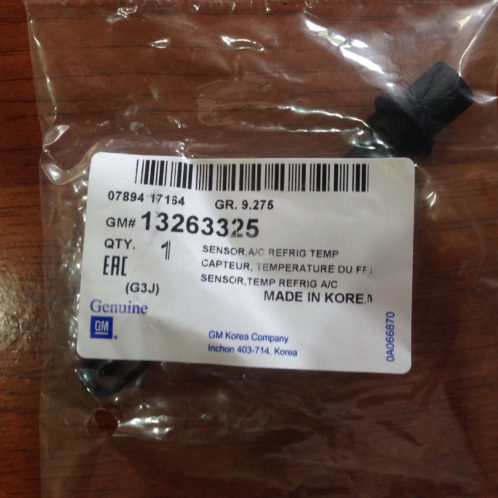 07894 17164 GR. 9.275
GM# 13263325
QTY. 1
SENSOR,A/C REFRIG TEMP
CAPTEUR, TEMPERATURE DU
SENSOR,TEMP REFRIG A/C
EAC
(G3J)
MADE IN KOREA
Genuine
GM
GM Korea Company
Inchon 403-714, Korea
0A066870